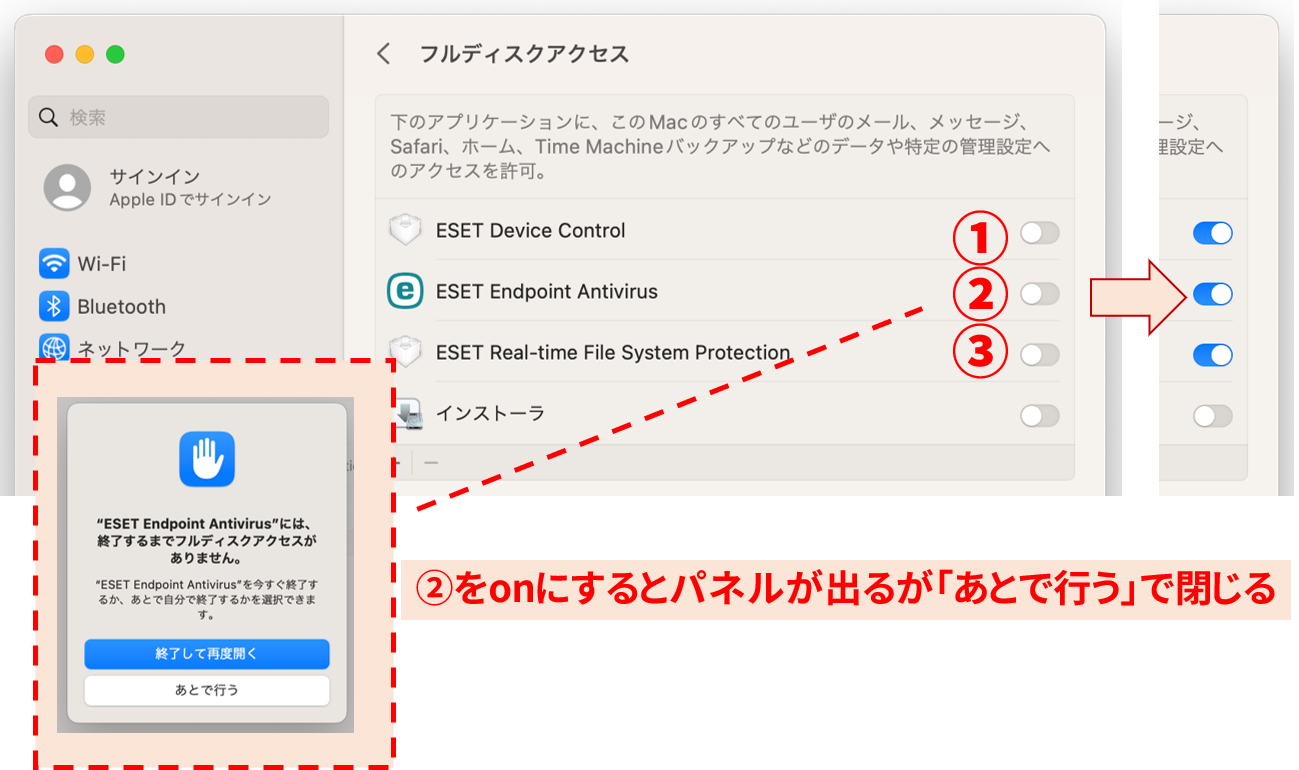 フルディスクアクセス
検索
サインイン
Apple IDでサインイン
Wi-Fi
Bluetooth
ネットワーク
下のアプリケーションに、このMacのすべてのユーザのメール、メッセージ、
Safari、ホーム、Time Machineバックアップなどのデータや特定の管理設定へ
のアクセスを許可。
ESET Device Control
①
ESET Endpoint Antivirus
②
ESET Real-time File System Protection
③
インストーラ
ージ、
理設定へ
“ESET Endpoint Antivirus”には、
終了するまでフルディスクアクセスが
ありません。
“ESET Endpoint Antivirus”を今すぐ終了す
るか、あとで自分で終了するかを選択できま
す。
終了して再度開く
あとで行う
②をonにするとパネルが出るが「あとで行う」で閉じる